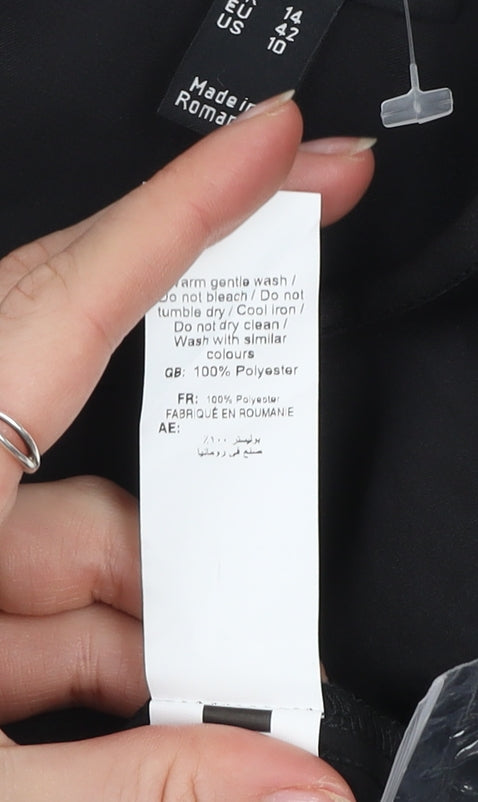 14
EU 42
US 10
Made in
Roma
Warm gentle wash /
Do not bleach / Do not
tumble dry / Cool iron /
Do not dry clean /
Wash with similar
colours
GB: 100% Polyester
FR: 100% Polyester
FABRIQUÉ EN ROUMANIE
AE:
بوليستر ١٠٠٪
صنع في رومانيا